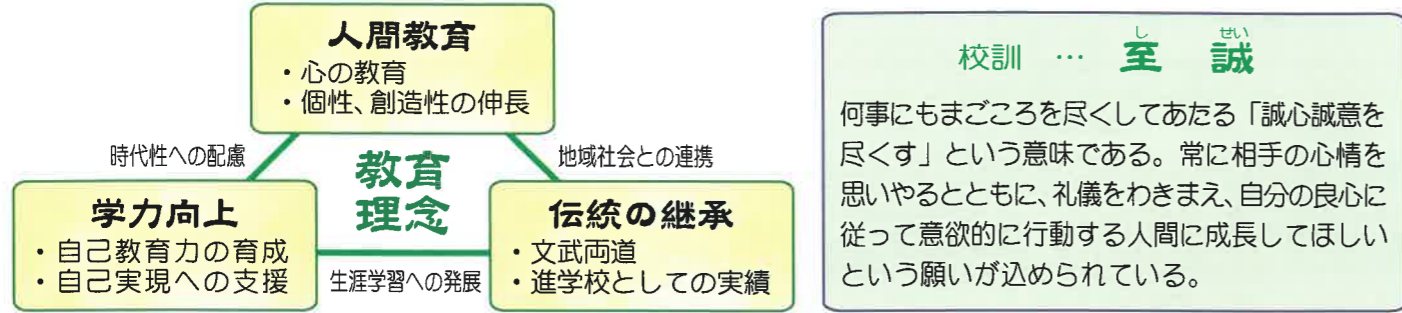 人間教育
・心の教育
・個性、創造性の伸長
時代性への配慮
地域社会との連携
教育
理念
学力向上
・自己教育力の育成
・自己実現への支援
生涯学習への発展
伝統の継承
・文武両道
・進学校としての実績
し せい
校訓 … 至 誠
何事にもまごころを尽くしてあたる「誠心誠意を
尽くす」という意味である。常に相手の心情を
思いやるとともに、礼儀をわきまえ、自分の良心に
従って意欲的に行動する人間に成長してほしい
という願いが込められている。